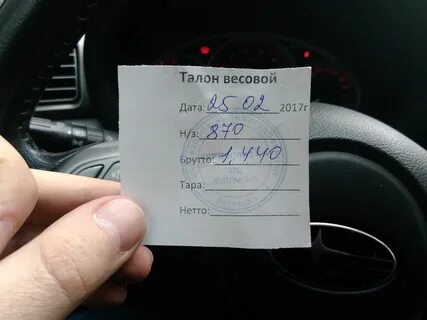 Талон весовой
Дата: 25 02 2017г
Н/з: 870
Брутто: 1.440
Тара:
Нетто: